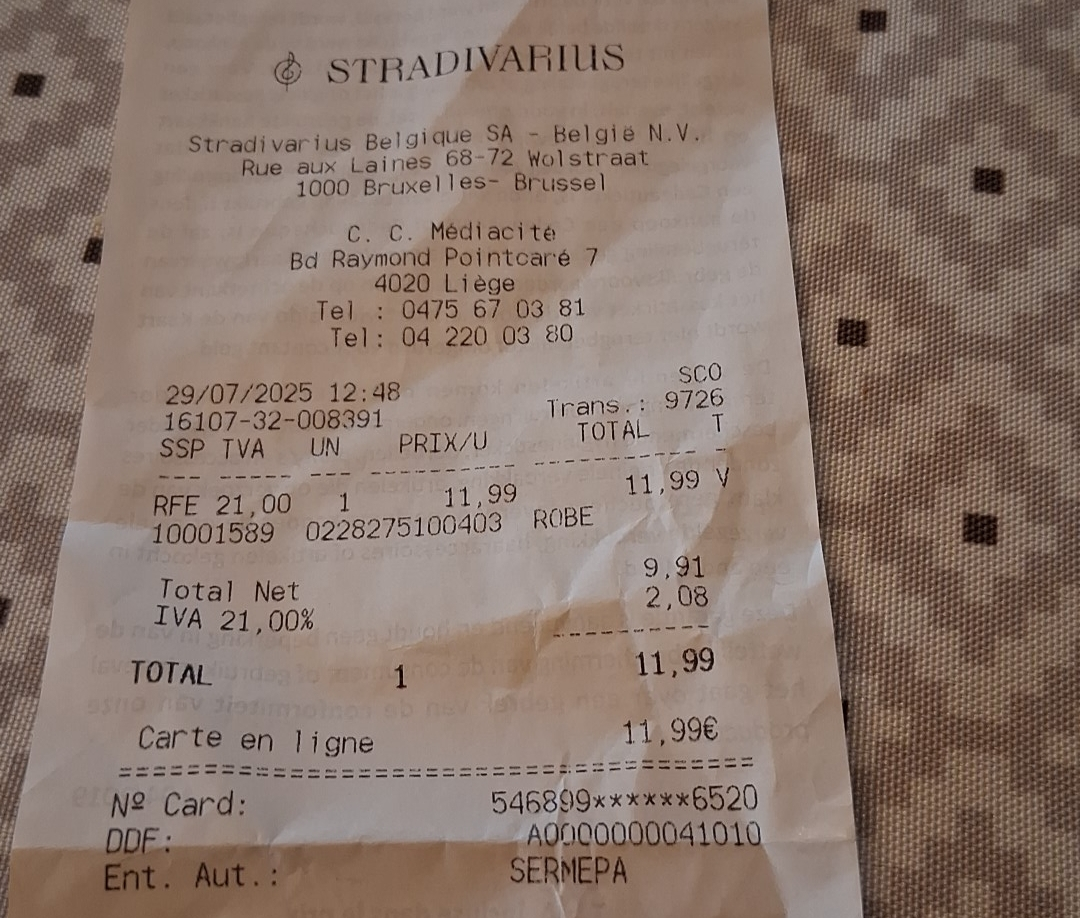 STRADIVARIUS
Stradivarius Belgique SA - België N.V.
Rue aux Laines 68-72 Wolstraat
1000 Bruxelles- Brussel
C. C. Médiacité
Bd Raymond Pointcaré 7
4020 Liège
Tel : 0475 67 03 81
Tel: 04 220 03 80
SCO
29/07/2025 12:48
16107-32-008391 Trans.: 9726
SSP TVA UN PRIX/U TOTAL T
--- ----- --- ---------- ----------- -
RFE 21,00 1 11,99 11,99 V
10001589 0228275100403 ROBE
Total Net 9,91
IVA 21,00% 2,08
----------
TOTAL 1 11,99
Carte en ligne 11,99€
==========================================
Nº Card: 546899******6520
DDF: A0000000041010
Ent. Aut.: SERMEPA